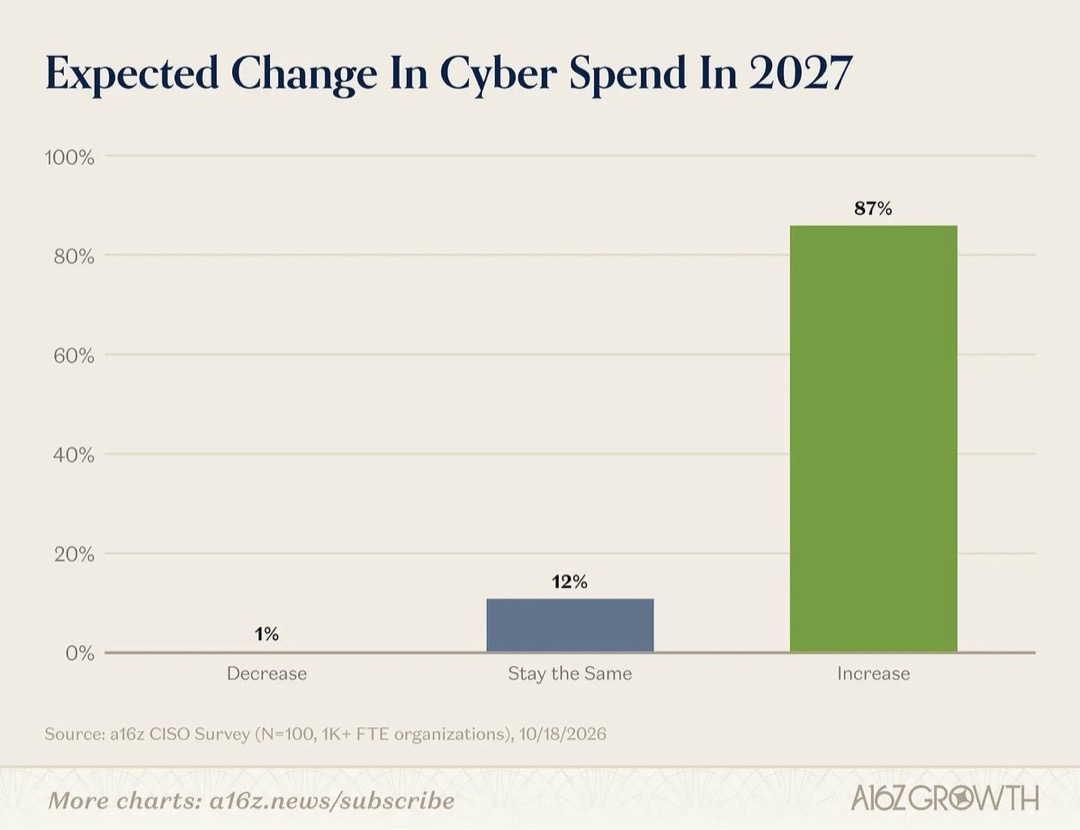 Expected Change In Cyber Spend In 2027
100%
87%
80%
60%
40%
20%
12%
1%
0%
Decrease Stay the Same Increase
Source: a16z CISO Survey (N=100, 1K+ FTE organizations), 10/18/2026
More charts: a16z.news/subscribe A16Z GROWTH